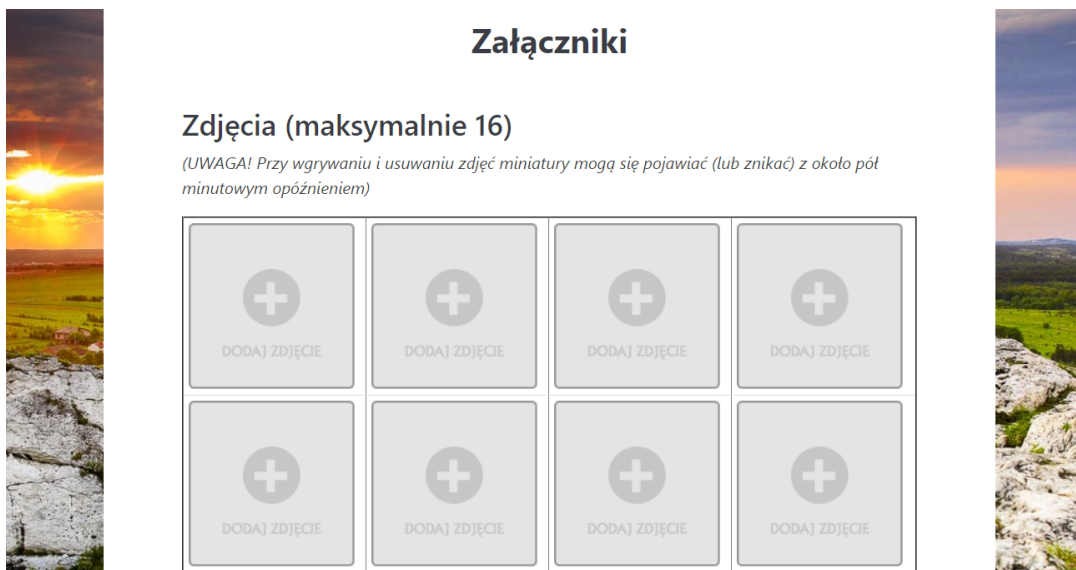 Załączniki
Zdjęcia (maksymalnie 16)
(UWAGA! Przy wgrywaniu i usuwaniu zdjęć miniatury mogą się pojawiać (lub znikać) z około pół
minutowym opóźnieniem)
DODAJ ZDJĘCIE DODAJ ZDJĘCIE DODAJ ZDJĘCIE DODAJ ZDJĘCIE
DODAJ ZDJĘCIE DODAJ ZDJĘCIE DODAJ ZDJĘCIE DODAJ ZDJĘCIE